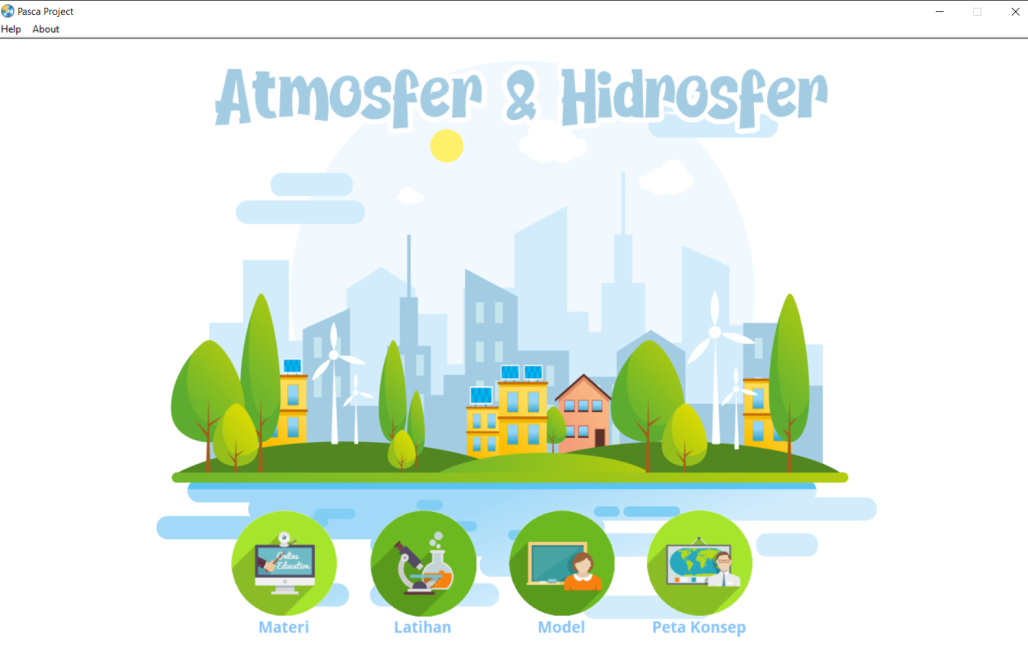 Pasca Project
Help About
Atmosfer & Hidrosfer
Online
Education
Materi Latihan Model Peta Konsep